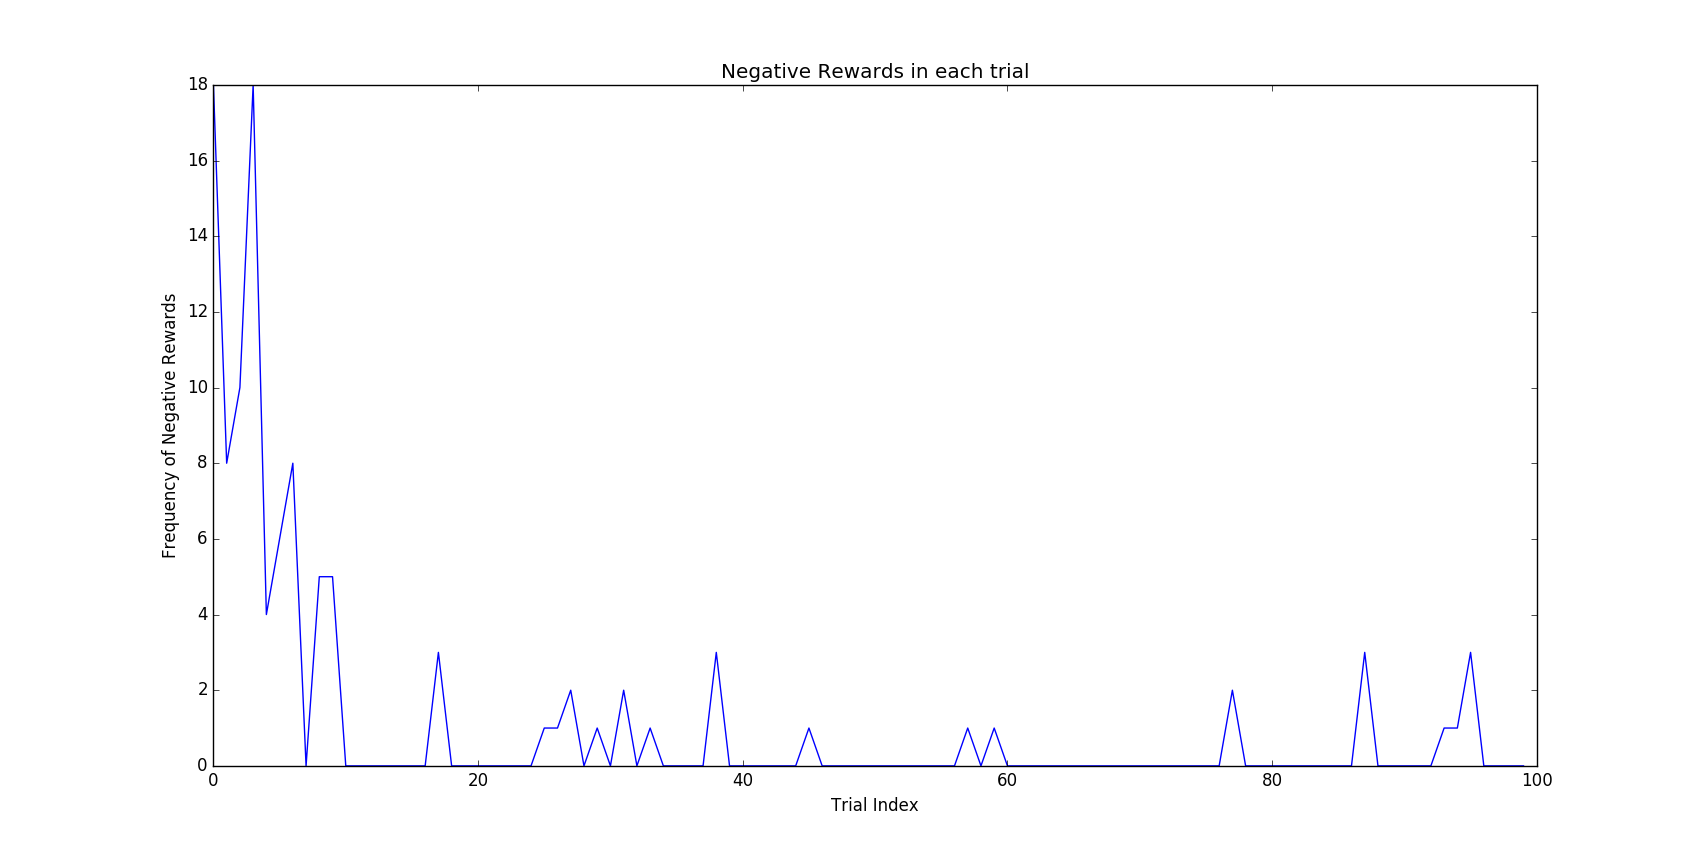 Negative Rewards in each trial
18
16
14
12
10
8
6
4
2
0
Frequency of Negative Rewards
0 20 40 60 80 100
Trial Index